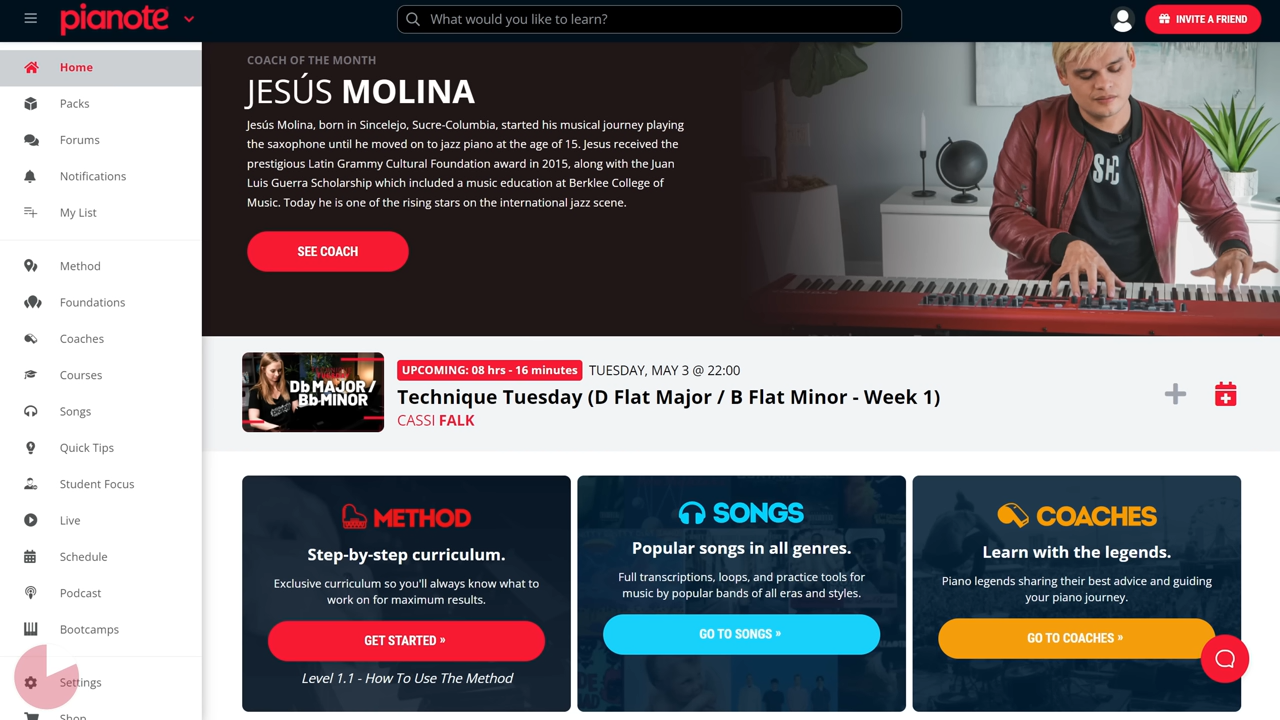 pianote
What would you like to learn?
INVITE A FRIEND
Home
Packs
Forums
Notifications
My List
Method
Foundations
Coaches
Courses
Songs
Quick Tips
Student Focus
Live
Schedule
Podcast
Bootcamps
Settings
Shop
COACH OF THE MONTH
JESÚS MOLINA
Jesús Molina, born in Sincelejo, Sucre-Columbia, started his musical journey playing
the saxophone until he moved on to jazz piano at the age of 15. Jesus received the
prestigious Latin Grammy Cultural Foundation award in 2015, along with the Juan
Luis Guerra Scholarship which included a music education at Berklee College of
Music. Today he is one of the rising stars on the international jazz scene.
SEE COACH
Db MAJOR /
Bb MINOR
UPCOMING: 08 hrs - 16 minutes TUESDAY, MAY 3 @ 22:00
Technique Tuesday (D Flat Major / B Flat Minor - Week 1)
CASSI FALK
METHOD
Step-by-step curriculum.
Exclusive curriculum so you'll always know what to
work on for maximum results.
GET STARTED »
Level 1.1 - How To Use The Method
SONGS
Popular songs in all genres.
Full transcriptions, loops, and practice tools for
music by popular bands of all eras and styles.
GO TO SONGS »
COACHES
Learn with the legends.
Piano legends sharing their best advice and guiding
your piano journey.
GO TO COACHES »